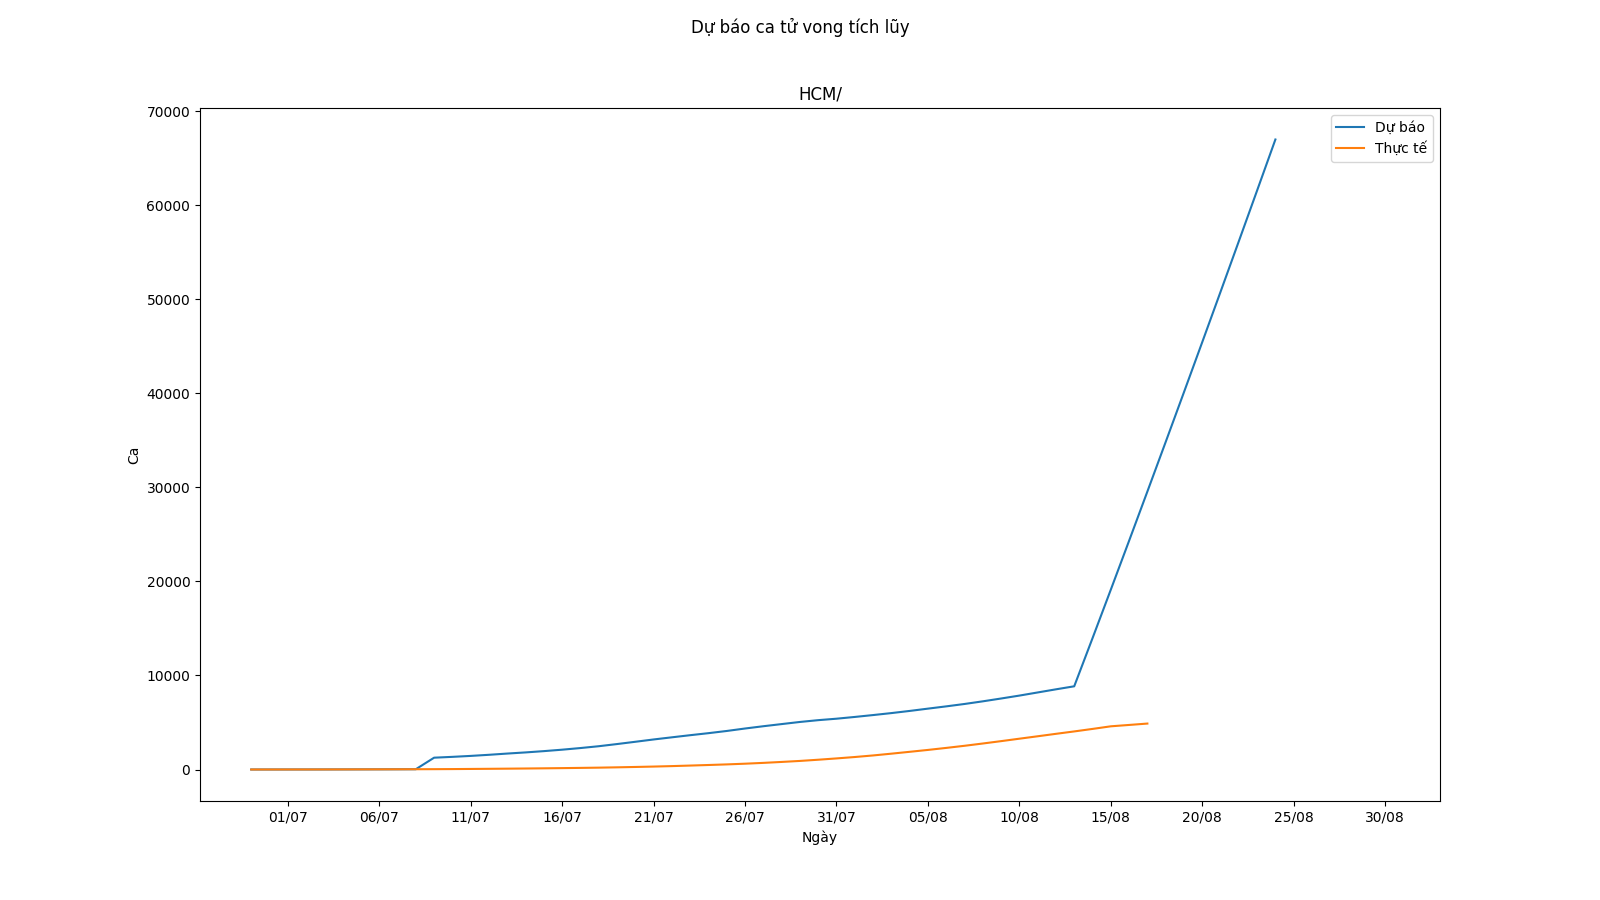 Dự báo ca tử vong tích lũy
HCM/
70000
60000
50000
40000
30000
20000
10000
0
Ca
Dự báo
Thực tế
01/07 06/07 11/07 16/07 21/07 26/07 31/07 05/08 10/08 15/08 20/08 25/08 30/08
Ngày